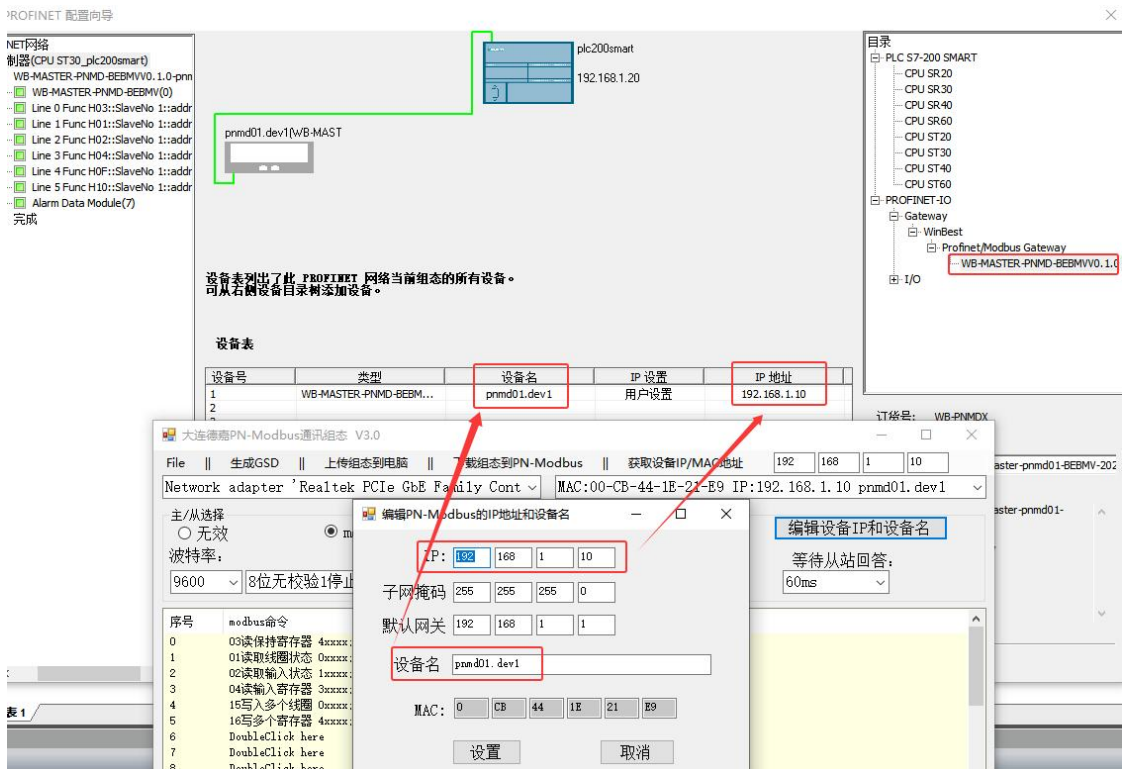 PROFINET 配置向导
NET网络
制器(CPU ST30_plc200smart)
WB-MASTER-PNMD-BEBMVV0.1.0-pnn
WB-MASTER-PNMD-BEBMV(0)
Line 0 Func H03::SlaveNo 1::addr
Line 1 Func H01::SlaveNo 1::addr
Line 2 Func H02::SlaveNo 1::addr
Line 3 Func H04::SlaveNo 1::addr
Line 4 Func H0F::SlaveNo 1::addr
Line 5 Func H10::SlaveNo 1::addr
Alarm Data Module(7)
完成
plc200smart
192.168.1.20
pnmd01.dev1(WB-MAST
设备表列出了此 PROFINET 网络当前组态的所有设备。
可从右侧设备目录树添加设备。
设备表
设备号 类型 设备名 IP 设置 IP 地址
1 WB-MASTER-PNMD-BEBM... pnmd01.dev1 用户设置 192.168.1.10
2
目录
PLC S7-200 SMART
CPU SR20
CPU SR30
CPU SR40
CPU SR60
CPU ST20
CPU ST30
CPU ST40
CPU ST60
PROFINET-IO
Gateway
WinBest
Profinet/Modbus Gateway
WB-MASTER-PNMD-BEBMVV0.1.0
I/O
订货号: WB-PNMDX
aster-pnmd01-BEBMV-202
aster-pnmd01-
大连德嘉PN-Modbus通讯组态 V3.0
File || 生成GSD || 上传组态到电脑 || 下载组态到PN-Modbus || 获取设备IP/MAC地址 192 168 1 10
Network adapter 'Realtek PCIe GbE Family Cont MAC:00-CB-44-1E-21-E9 IP:192.168.1.10 pnmd01.dev1
主/从选择
无效 m
编辑设备IP和设备名
波特率:
等待从站回答:
9600 8位无校验1停止
60ms
序号 modbus命令
0 03读保持寄存器 4xxxx;
1 01读取线圈状态 0xxxx;
2 02读取输入状态 1xxxx;
3 04读输入寄存器 3xxxx;
4 15写入多个线圈 0xxxx;
5 16写多个寄存器 4xxxx;
6 DoubleClick here
7 DoubleClick here
8 DoubleClick here
编辑PN-Modbus的IP地址和设备名
IP: 192 168 1 10
子网掩码 255 255 255 0
默认网关 192 168 1 1
设备名 pnmd01.dev1
MAC: 0 CB 44 1E 21 E9
设置 取消
表 1